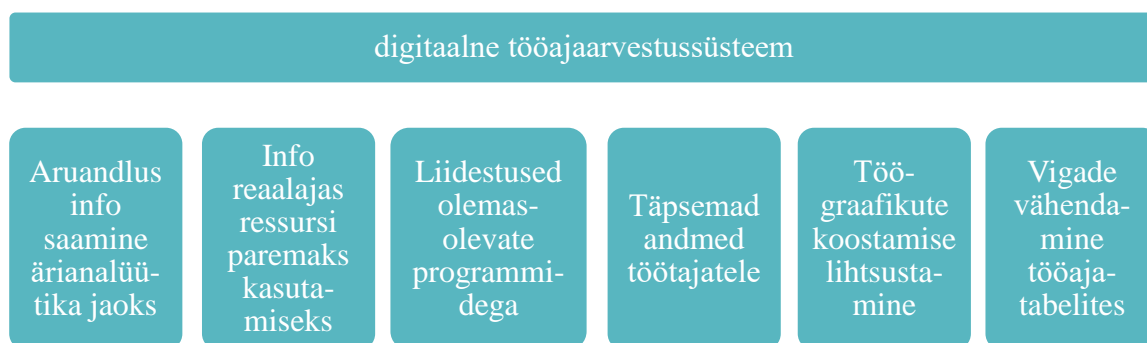 digitaalne tööajaarvestussüsteem
Aruandlus
info
saamine
ärianalüü-
tika jaoks
Info
reaalajas
ressursi
paremaks
kasuta-
miseks
Liidestused
olemas-
olevate
programmi-
dega
Täpsemad
andmed
töötajatele
Töö-
graafikute
koostamise
lihtsusta-
mine
Vigade
vähenda-
mine
tööaja-
tabelites